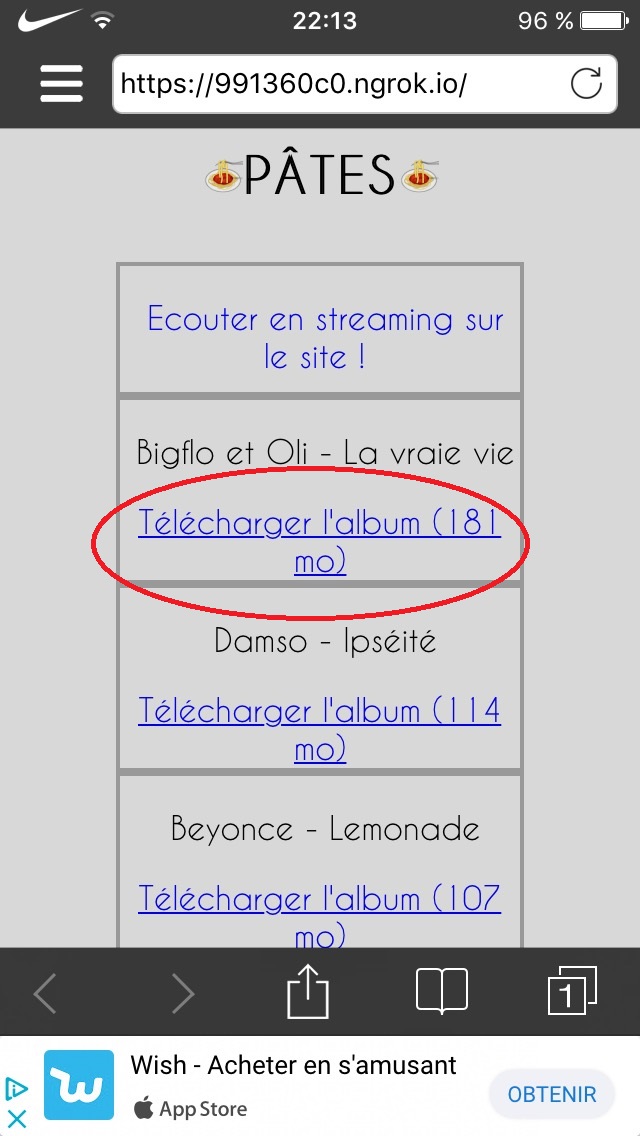 22:13
96 %
https://991360c0.ngrok.io/
PÂTES
Ecouter en streaming sur
le site !
Bigflo et Oli - La vraie vie
Télécharger l'album (181
mo)
Damso - Ipséité
Télécharger l'album (114
mo)
Beyonce - Lemonade
Télécharger l'album (107
mo)
1
Wish - Acheter en s'amusant
App Store
OBTENIR